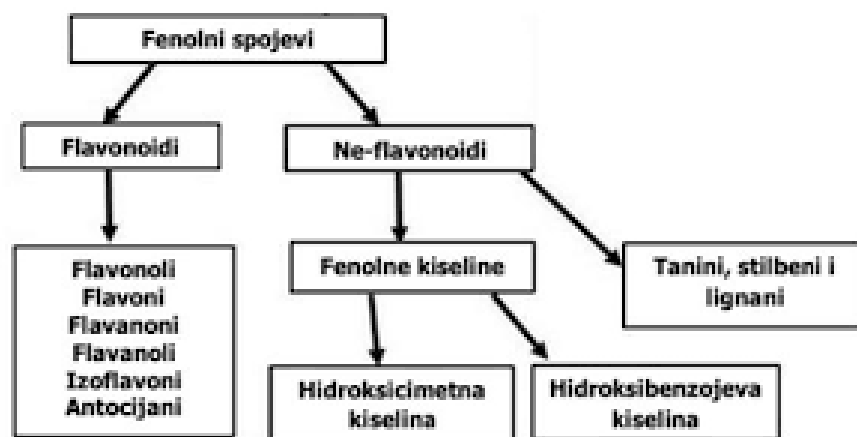 Fenolni spojevi
Flavonoidi
Ne-flavonoidi
Flavonoli
Flavoni
Flavanoni
Flavanoli
Izoflavoni
Antocijani
Fenolne kiseline
Tanini, stilbeni i
lignani
Hidroksicimetna
kiselina
Hidroksibenzojeva
kiselina